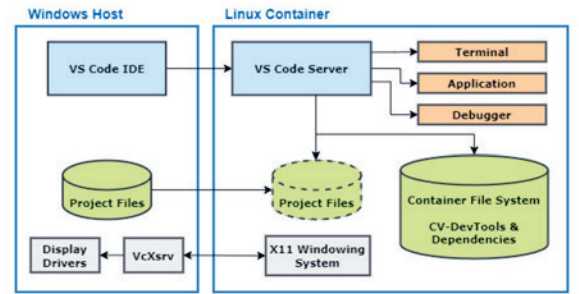 Windows Host
Linux Container
VS Code IDE
VS Code Server
Terminal
Application
Debugger
Project Files
Project Files
Container File System
CV-DevTools &
Dependencies
Display
Drivers
VcXsrv
X11 Windowing
System